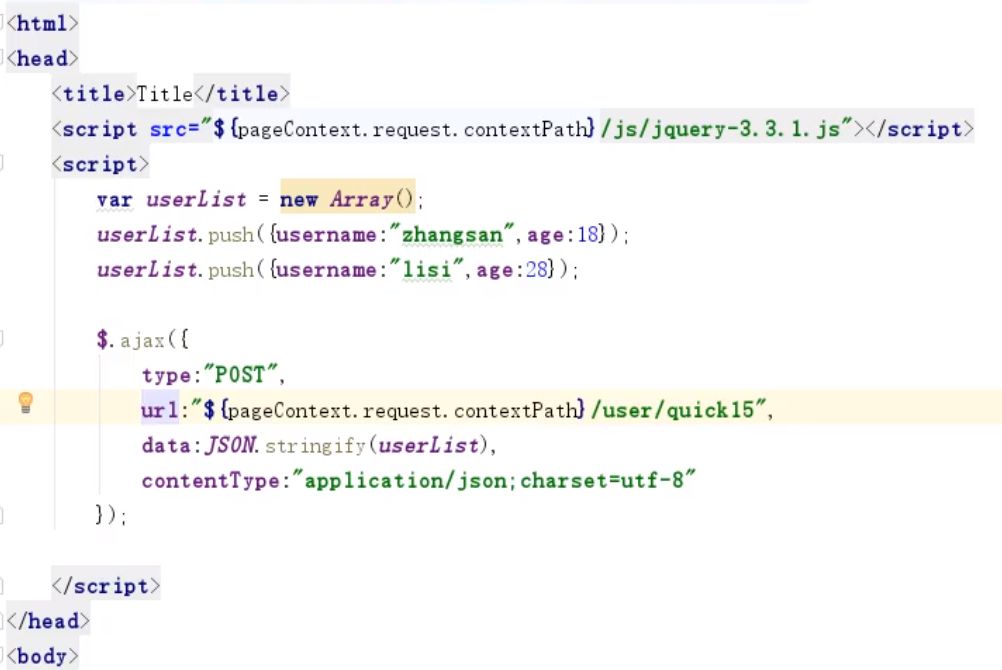 <html>
<head>
<title>Title</title>
<script src="${pageContext.request.contextPath}/js/jquery-3.3.1.js"></script>
<script>
var userList = new Array();
userList.push({username:"zhangsan",age:18});
userList.push({username:"lisi",age:28});
$.ajax({
type:"POST",
url:"${pageContext.request.contextPath}/user/quick15",
data:JSON.stringify(userList),
contentType:"application/json;charset=utf-8"
});
</script>
</head>
<body>